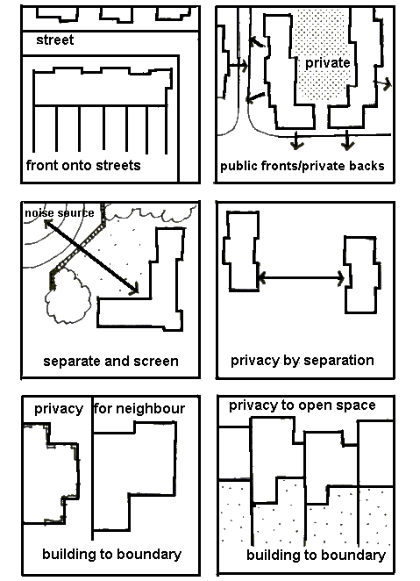 street
front onto streets
private
public fronts/private backs
noise source
separate and screen
privacy by separation
privacy for neighbour
building to boundary
privacy to open space
building to boundary